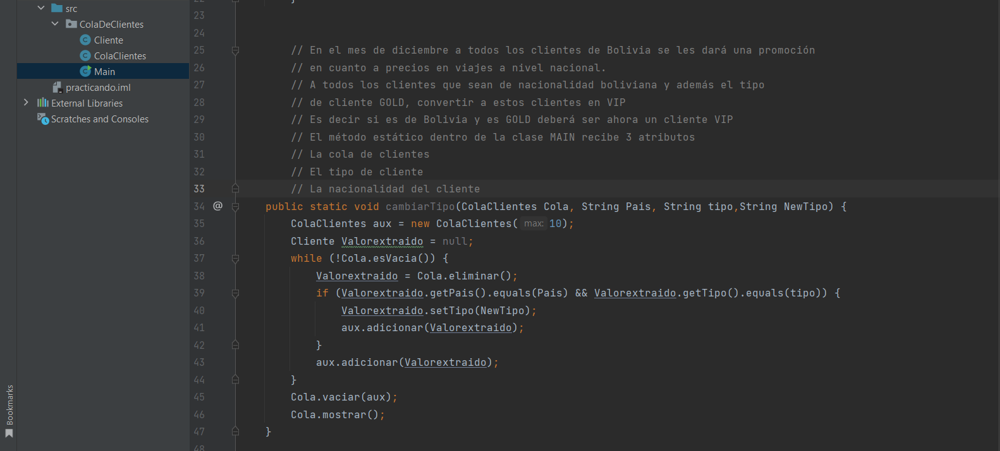 src
ColaDeClientes
Cliente
ColaClientes
Main
practicando.iml
External Libraries
Scratches and Consoles
Bookmarks
22 }
23
24
25 // En el mes de diciembre a todos los clientes de Bolivia se les dará una promoción
26 // en cuanto a precios en viajes a nivel nacional.
27 // A todos los clientes que sean de nacionalidad boliviana y además el tipo
28 // de cliente GOLD, convertir a estos clientes en VIP
29 // Es decir si es de Bolivia y es GOLD deberá ser ahora un cliente VIP
30 // El método estático dentro de la clase MAIN recibe 3 atributos
31 // La cola de clientes
32 // El tipo de cliente
33 // La nacionalidad del cliente
34 @ public static void cambiarTipo(ColaClientes Cola, String Pais, String tipo,String NewTipo) {
35 ColaClientes aux = new ColaClientes( max: 10);
36 Cliente Valorextraido = null;
37 while (!Cola.esVacia()) {
38 Valorextraido = Cola.eliminar();
39 if (Valorextraido.getPais().equals(Pais) && Valorextraido.getTipo().equals(tipo)) {
40 Valorextraido.setTipo(NewTipo);
41 aux.adicionar(Valorextraido);
42 }
43 aux.adicionar(Valorextraido);
44 }
45 Cola.vaciar(aux);
46 Cola.mostrar();
47 }
48